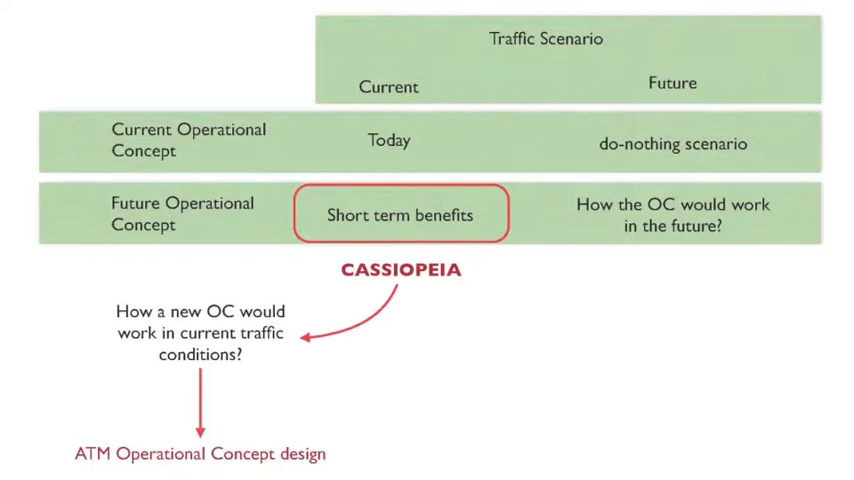 Traffic Scenario
Current
Future
Current Operational
Concept
Today
do-nothing scenario
Future Operational
Concept
Short term benefits
How the OC would work
in the future?
CASSIOPEIA
How a new OC would
work in current traffic
conditions?
ATM Operational Concept design